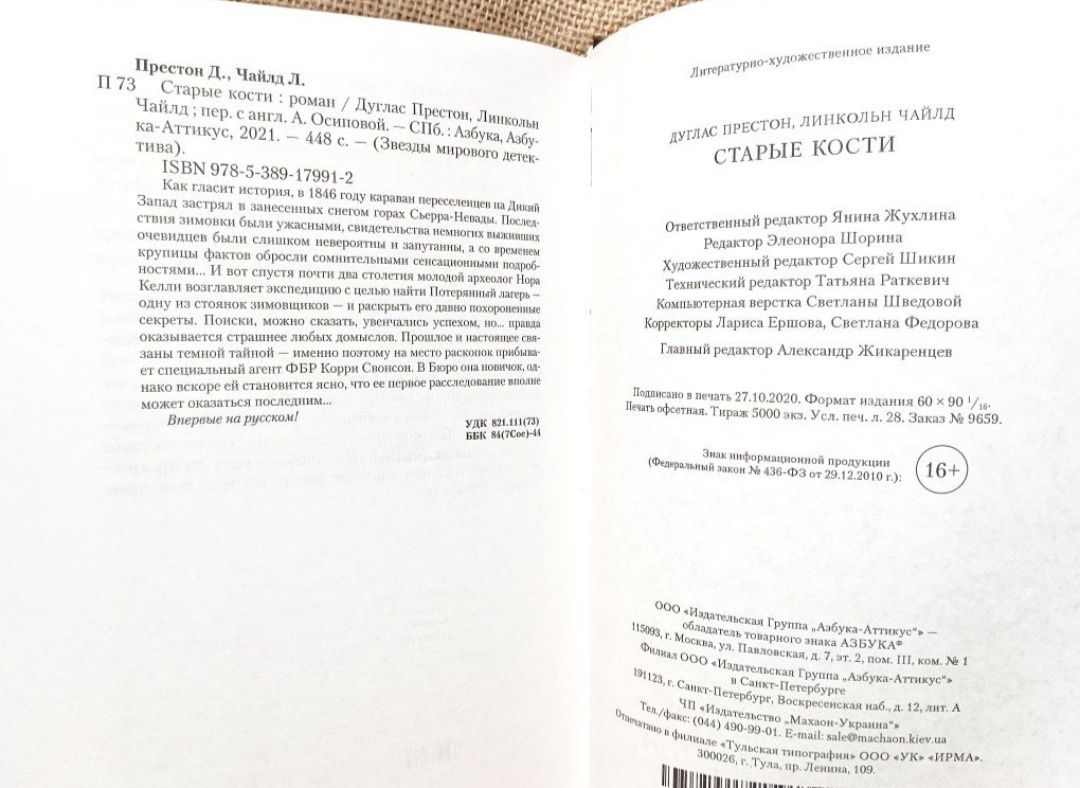 Престон Д., Чайлд Л.
П 73 Старые кости : роман / Дуглас Престон, Линкольн
Чайлд ; пер. с англ. А. Осиповой. — СПб. : Азбука, Азбу-
ка-Аттикус, 2021. — 448 с. — (Звезды мирового детек-
тива).
ISBN 978-5-389-17991-2
Как гласит история, в 1846 году караван переселенцев на Дикий
Запад застрял в занесенных снегом горах Сьерра-Невады. Послед-
ствия зимовки были ужасными, свидетельства немногих выживших
очевидцев были слишком невероятны и запутанны, а со временем
крупицы фактов обросли сомнительными сенсационными подроб-
ностями... И вот спустя почти два столетия молодой археолог Нора
Келли возглавляет экспедицию с целью найти Потерянный лагерь —
одну из стоянок зимовщиков — и раскрыть его давно похороненные
секреты. Поиски, можно сказать, увенчались успехом, но... правда
оказывается страшнее любых домыслов. Прошлое и настоящее свя-
заны темной тайной — именно поэтому на место раскопок прибыва-
ет специальный агент ФБР Корри Свонсон. В Бюро она новичок, од-
нако вскоре ей становится ясно, что ее первое расследование вполне
может оказаться последним...
Впервые на русском!
УДК 821.111(73)
ББК 84(7Сое)-44
Литературно-художественное издание
ДУГЛАС ПРЕСТОН, ЛИНКОЛЬН ЧАЙЛД
СТАРЫЕ КОСТИ
Ответственный редактор Янина Жухлина
Редактор Элеонора Шорина
Художественный редактор Сергей Шикин
Технический редактор Татьяна Раткевич
Компьютерная верстка Светланы Шведовой
Корректоры Лариса Ершова, Светлана Федорова
Главный редактор Александр Жикаренцев
Подписано в печать 27.10.2020. Формат издания 60 × 90 1/16.
Печать офсетная. Тираж 5000 экз. Усл. печ. л. 28. Заказ № 9659.
Знак информационной продукции
(Федеральный закон № 436-ФЗ от 29.12.2010 г.): 16+
ООО «Издательская Группа „Азбука-Аттикус“» —
обладатель товарного знака АЗБУКА®
115093, г. Москва, ул. Павловская, д. 7, эт. 2, пом. III, ком. № 1
Филиал ООО «Издательская Группа „Азбука-Аттикус“»
в Санкт-Петербурге
191123, г. Санкт-Петербург, Воскресенская наб., д. 12, лит. А
ЧП «Издательство „Махаон-Украина“»
Тел./факс: (044) 490-99-01. E-mail: sale@machaon.kiev.ua
Отпечатано в филиале «Тульская типография» ООО «УК» «ИРМА».
300026, г. Тула, пр. Ленина, 109.